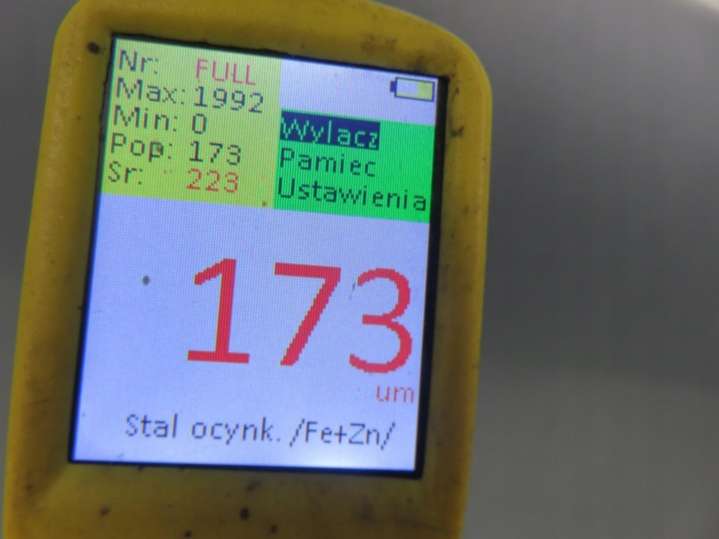 Nr: FULL
Max: 1992
Min: 0
Pop: 173
Sr: 223
Wylacz
Pamiec
Ustawienia
173
um
Stal ocynk. /Fe+Zn/